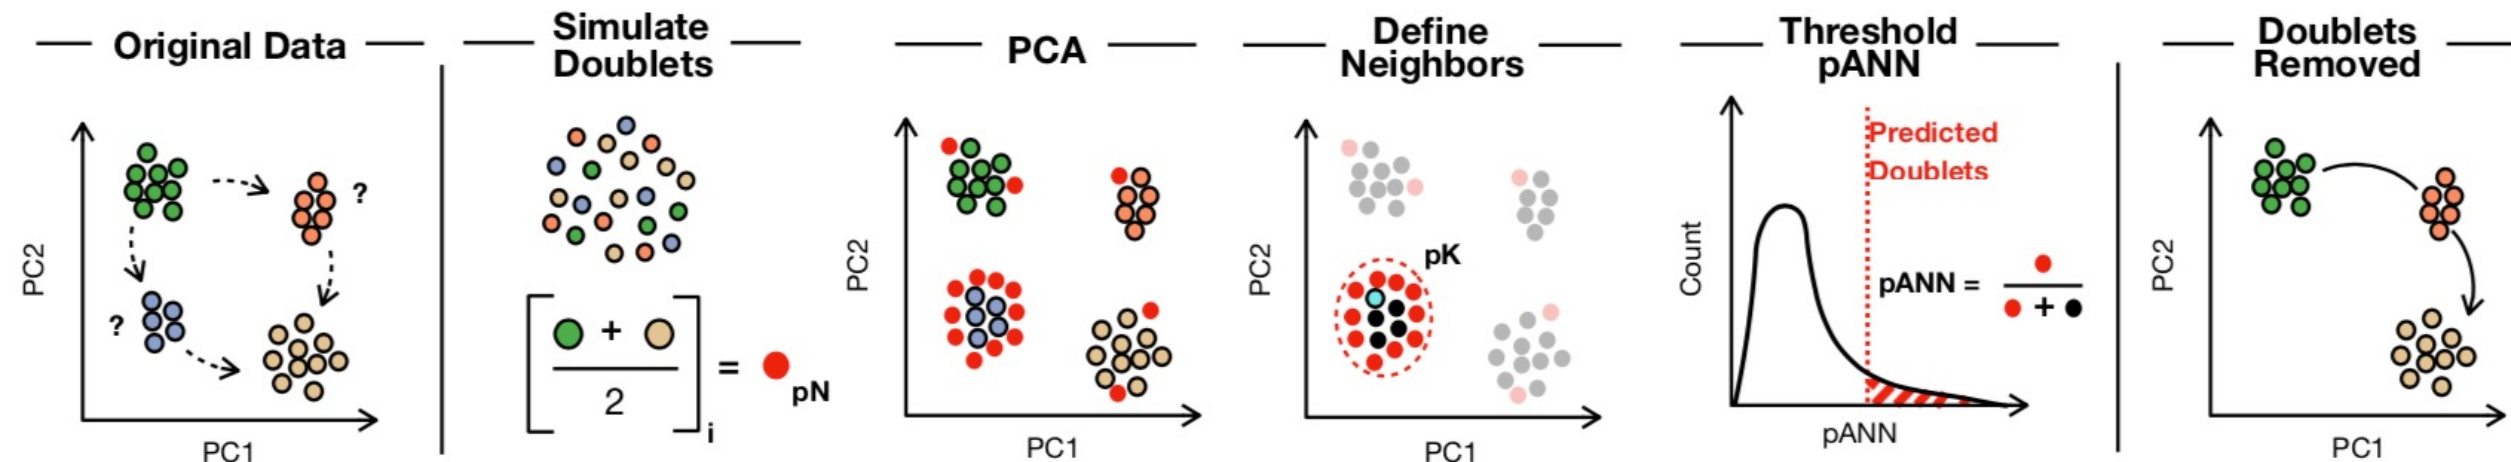 Original Data
PC2
?
?
PC1
Simulate
Doublets
+
2
i
=
pN
PCA
PC2
PC1
Define
Neighbors
pK
PC2
PC1
Threshold
pANN
Predicted
Doublets
Count
pANN =
+
pANN
Doublets
Removed
PC2
PC1